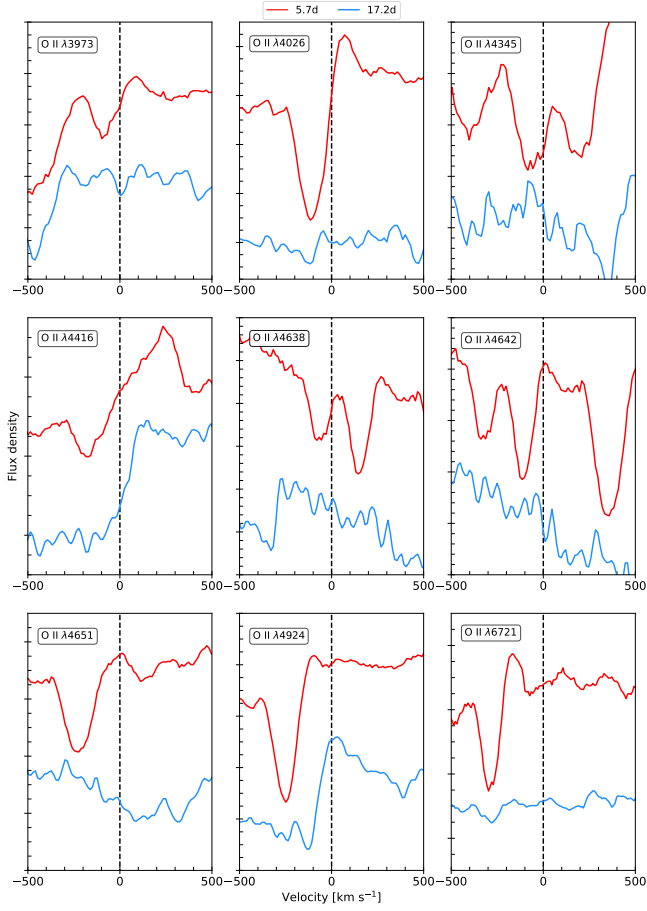 5.7d 17.2d
O II λ3973 O II λ4026 O II λ4345
−500 0 500 −500 0 500 −500 0 500
O II λ4416 O II λ4638 O II λ4642
Flux density
−500 0 500 −500 0 500 −500 0 500
O II λ4651 O II λ4924 O II λ6721
−500 0 500 −500 0 500 −500 0 500
Velocity [km s⁻¹]